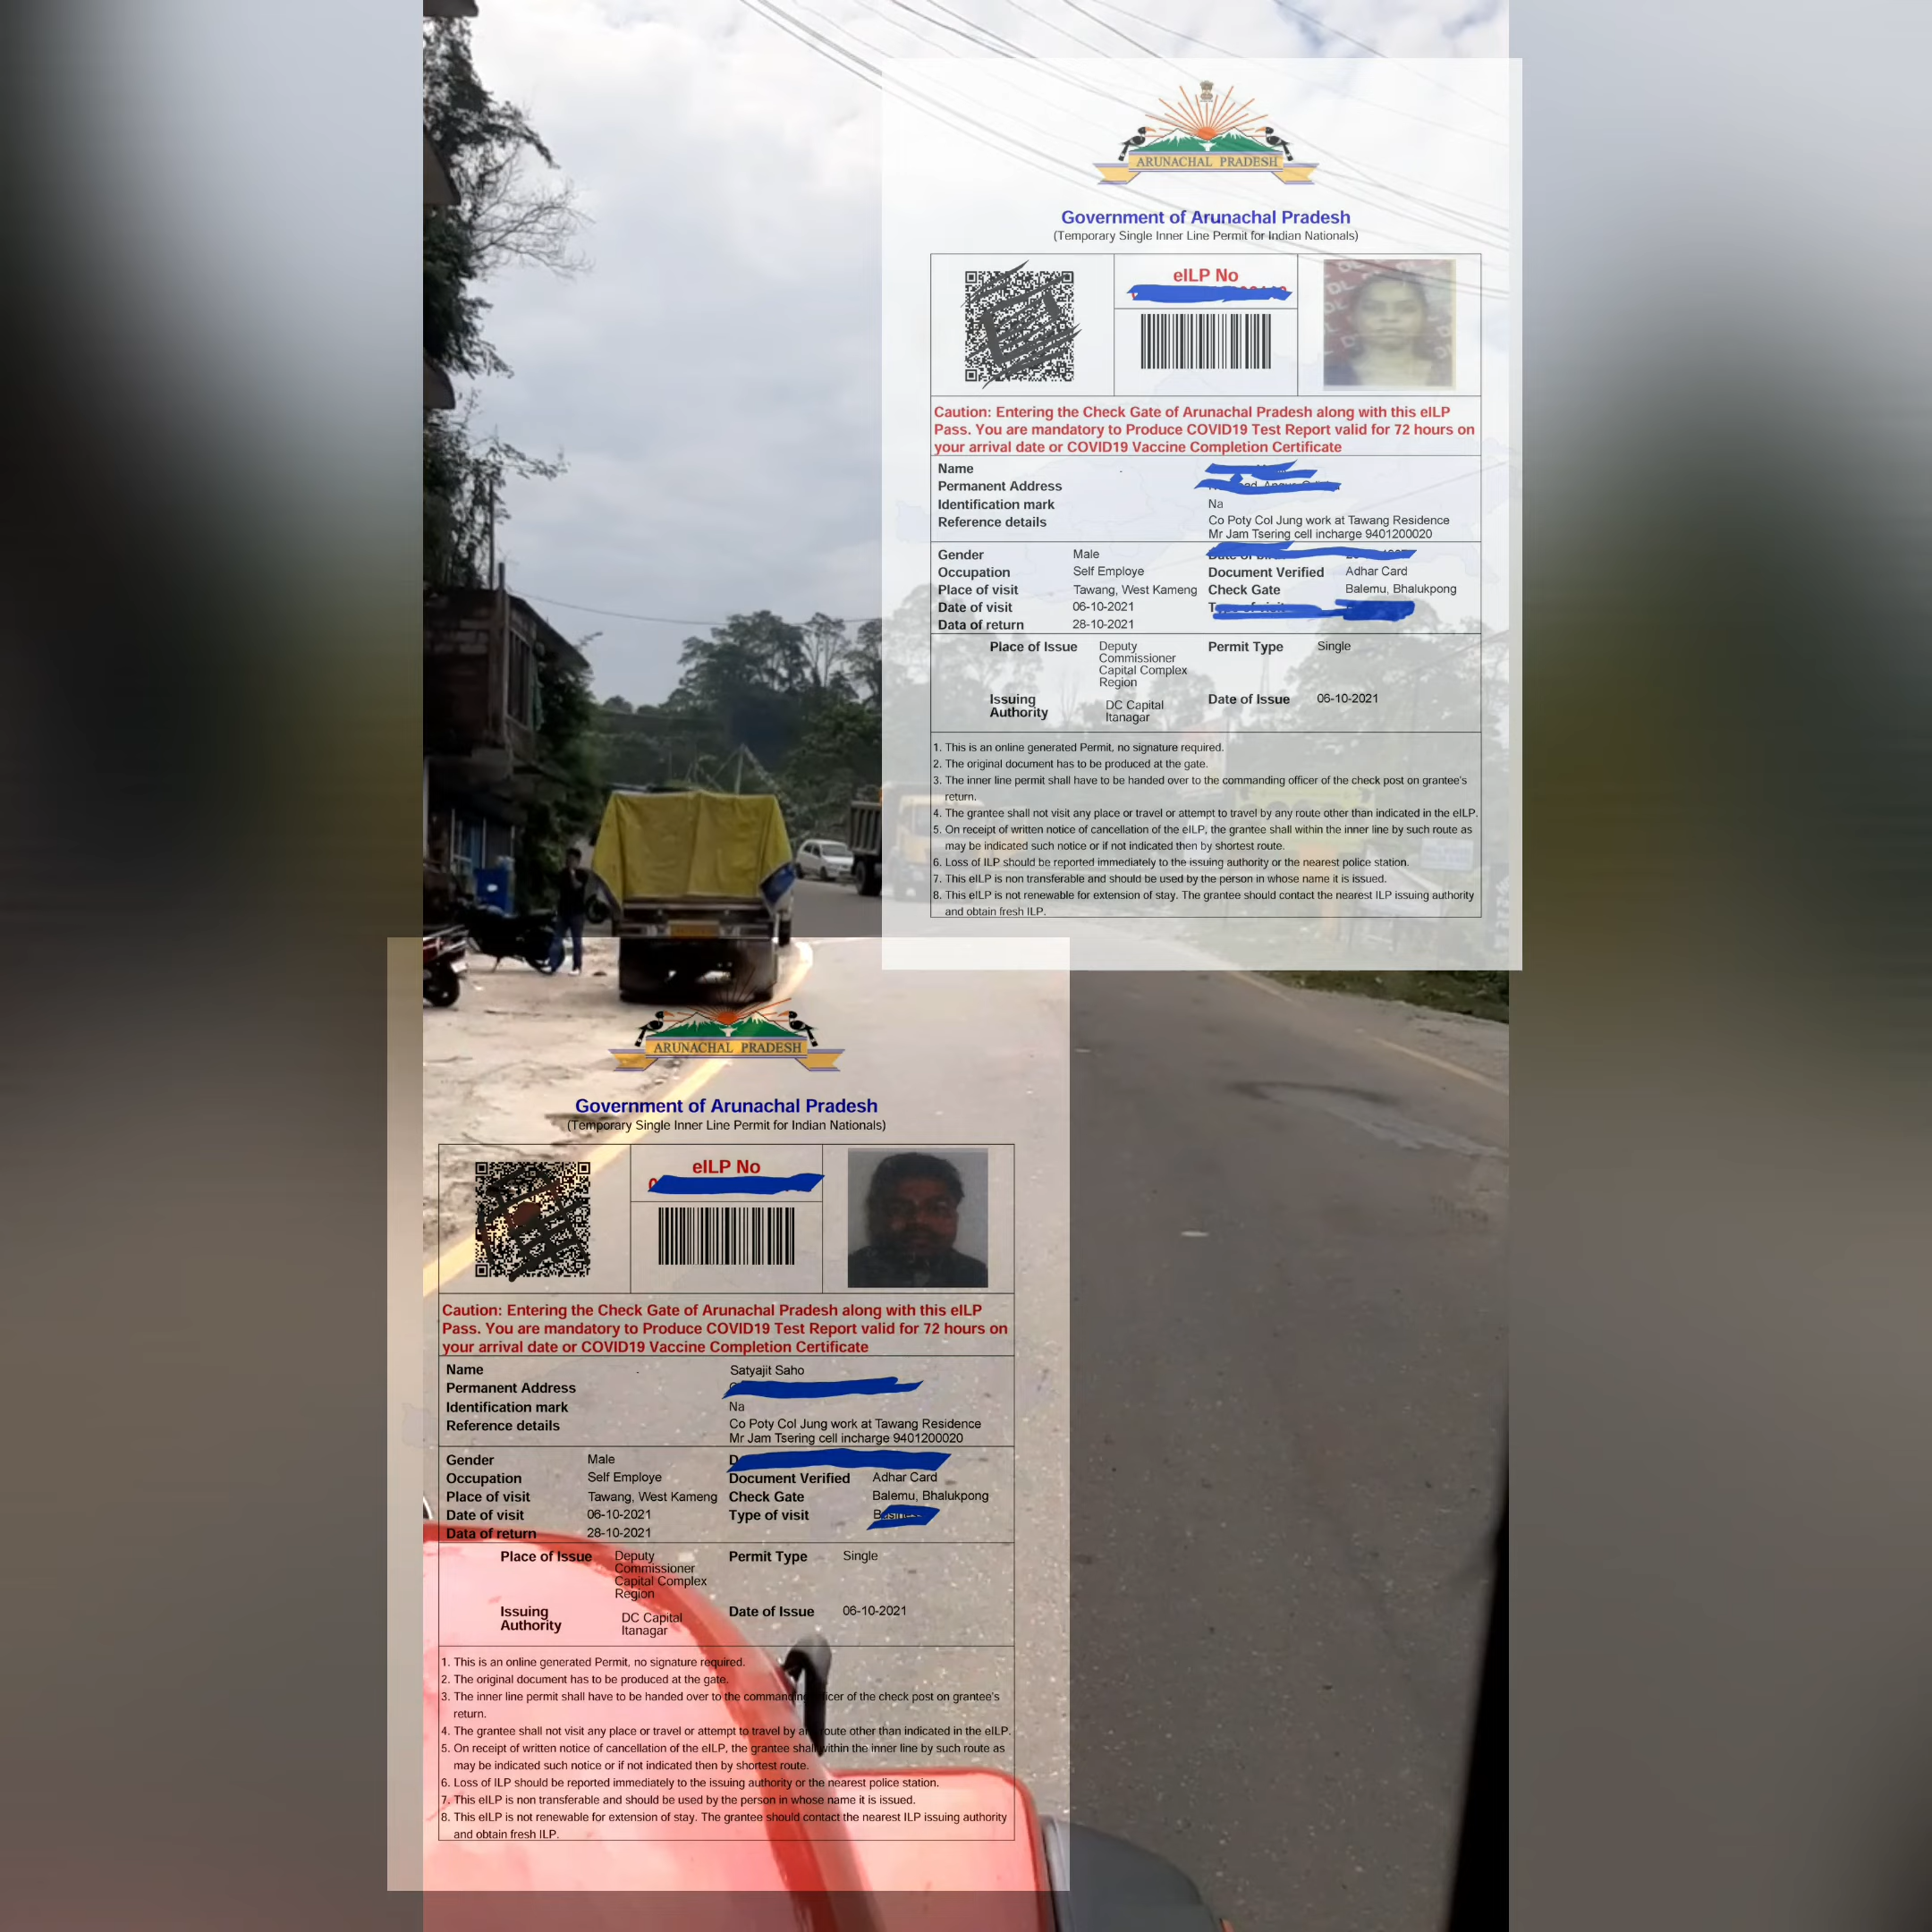 ARUNACHAL PRADESH
Government of Arunachal Pradesh
(Temporary Single Inner Line Permit for Indian Nationals)
eILP No
Caution: Entering the Check Gate of Arunachal Pradesh along with this eILP
Pass. You are mandatory to Produce COVID19 Test Report valid for 72 hours on
your arrival date or COVID19 Vaccine Completion Certificate
Name
Permanent Address
Identification mark Na
Reference details Co Poty Col Jung work at Tawang Residence
Mr Jam Tsering cell incharge 9401200020
Gender Male
Occupation Self Employe Document Verified Adhar Card
Place of visit Tawang, West Kameng Check Gate Balemu, Bhalukpong
Date of visit 06-10-2021
Data of return 28-10-2021
Place of Issue Deputy Permit Type Single
Commissioner
Capital Complex
Region
Issuing DC Capital Date of Issue 06-10-2021
Authority Itanagar
1. This is an online generated Permit, no signature required.
2. The original document has to be produced at the gate.
3. The inner line permit shall have to be handed over to the commanding officer of the check post on grantee's
return.
4. The grantee shall not visit any place or travel or attempt to travel by any route other than indicated in the eILP.
5. On receipt of written notice of cancellation of the eILP, the grantee shall within the inner line by such route as
may be indicated such notice or if not indicated then by shortest route.
6. Loss of ILP should be reported immediately to the issuing authority or the nearest police station.
7. This eILP is non transferable and should be used by the person in whose name it is issued.
8. This eILP is not renewable for extension of stay. The grantee should contact the nearest ILP issuing authority
and obtain fresh ILP.
ARUNACHAL PRADESH
Government of Arunachal Pradesh
(Temporary Single Inner Line Permit for Indian Nationals)
eILP No
Caution: Entering the Check Gate of Arunachal Pradesh along with this eILP
Pass. You are mandatory to Produce COVID19 Test Report valid for 72 hours on
your arrival date or COVID19 Vaccine Completion Certificate
Name Satyajit Saho
Permanent Address
Identification mark Na
Reference details Co Poty Col Jung work at Tawang Residence
Mr Jam Tsering cell incharge 9401200020
Gender Male
Occupation Self Employe Document Verified Adhar Card
Place of visit Tawang, West Kameng Check Gate Balemu, Bhalukpong
Date of visit 06-10-2021 Type of visit
Data of return 28-10-2021
Place of Issue Deputy Permit Type Single
Commissioner
Capital Complex
Region
Issuing DC Capital Date of Issue 06-10-2021
Authority Itanagar
1. This is an online generated Permit, no signature required.
2. The original document has to be produced at the gate.
3. The inner line permit shall have to be handed over to the commanding officer of the check post on grantee's
return.
4. The grantee shall not visit any place or travel or attempt to travel by any route other than indicated in the eILP.
5. On receipt of written notice of cancellation of the eILP, the grantee shall within the inner line by such route as
may be indicated such notice or if not indicated then by shortest route.
6. Loss of ILP should be reported immediately to the issuing authority or the nearest police station.
7. This eILP is non transferable and should be used by the person in whose name it is issued.
8. This eILP is not renewable for extension of stay. The grantee should contact the nearest ILP issuing authority
and obtain fresh ILP.